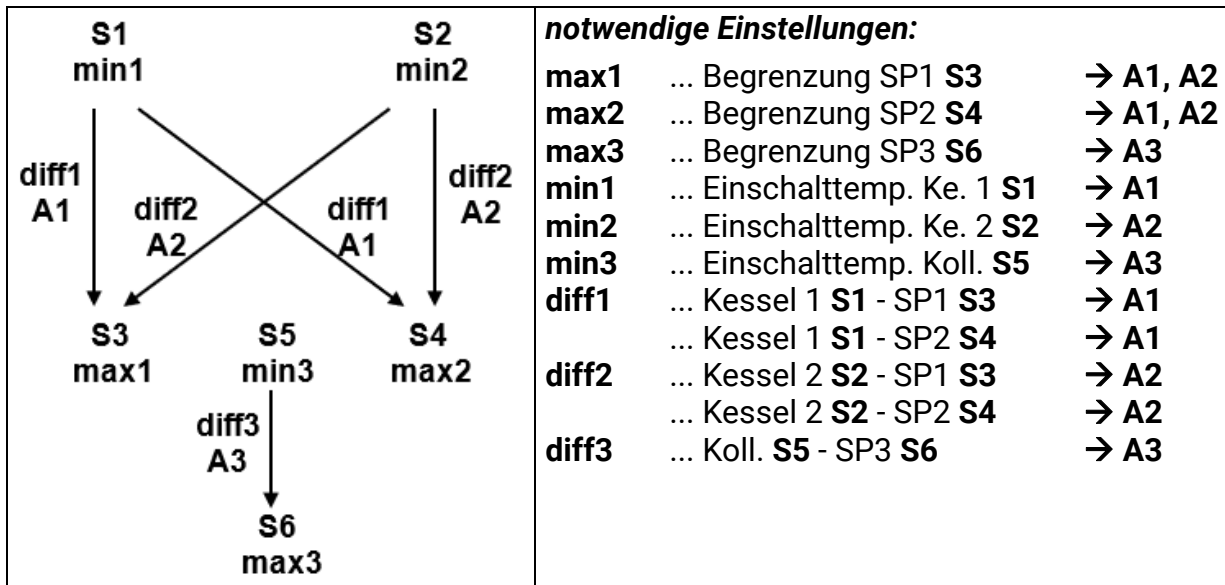 S1
min1
S2
min2
diff1
A1
diff2
A2
diff1
A1
diff2
A2
S3
max1
S5
min3
S4
max2
diff3
A3
S6
max3
notwendige Einstellungen:
max1 ... Begrenzung SP1 S3 → A1, A2
max2 ... Begrenzung SP2 S4 → A1, A2
max3 ... Begrenzung SP3 S6 → A3
min1 ... Einschalttemp. Ke. 1 S1 → A1
min2 ... Einschalttemp. Ke. 2 S2 → A2
min3 ... Einschalttemp. Koll. S5 → A3
diff1 ... Kessel 1 S1 - SP1 S3 → A1
... Kessel 1 S1 - SP2 S4 → A1
diff2 ... Kessel 2 S2 - SP1 S3 → A2
... Kessel 2 S2 - SP2 S4 → A2
diff3 ... Koll. S5 - SP3 S6 → A3